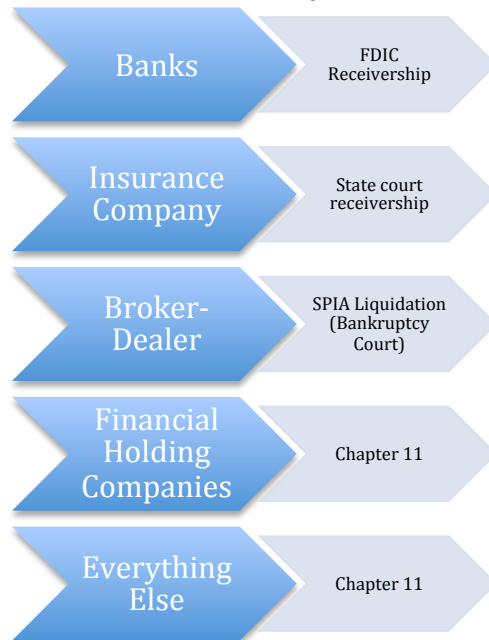 Banks
FDIC
Receivership
Insurance
Company
State court
receivership
Broker-
Dealer
SPIA Liquidation
(Bankruptcy
Court)
Financial
Holding
Companies
Chapter 11
Everything
Else
Chapter 11